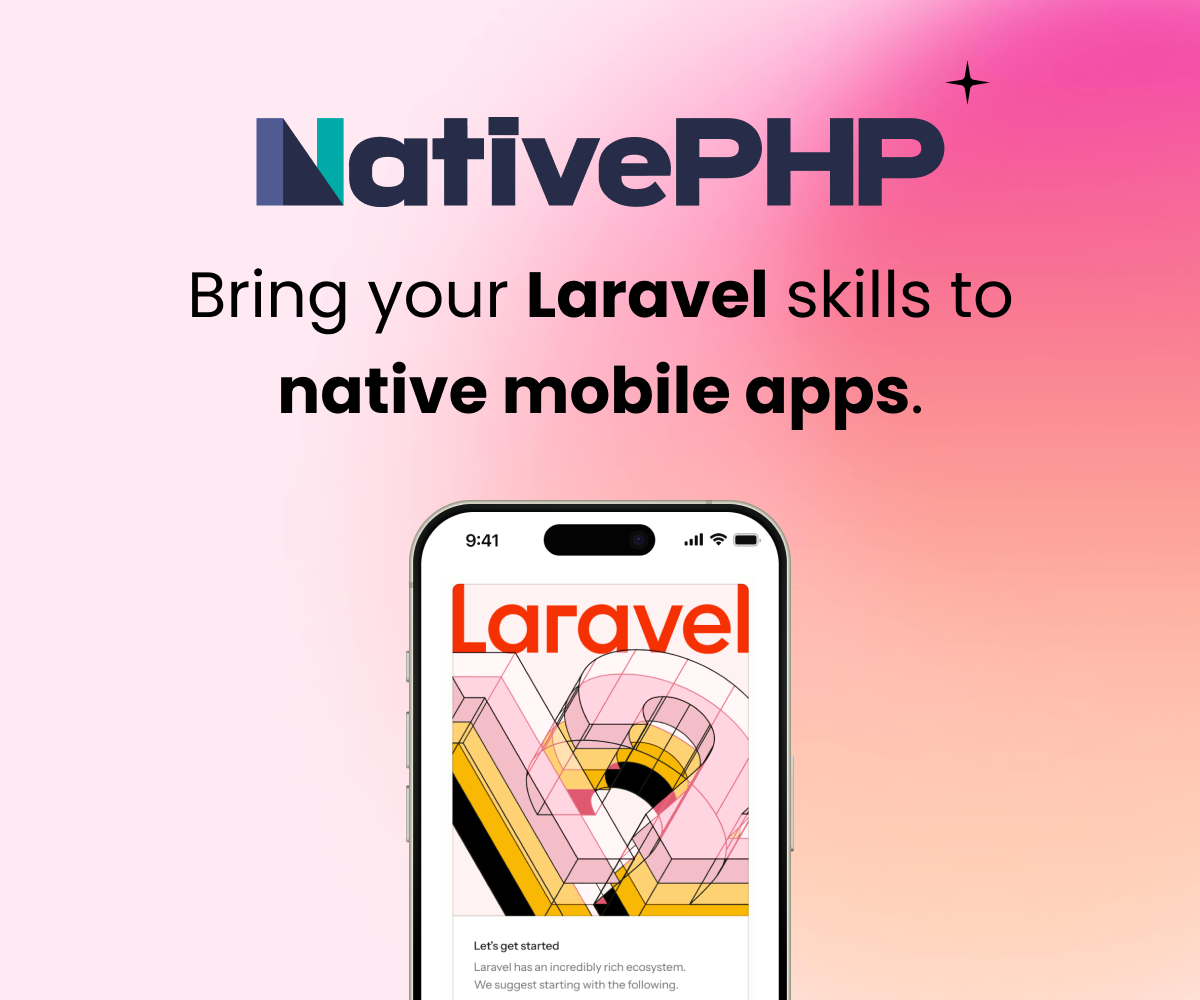 NativePHP
Bring your Laravel skills to
native mobile apps.
9:41
Laravel
Let's get started
Laravel has an incredibly rich ecosystem.
We suggest starting with the following.